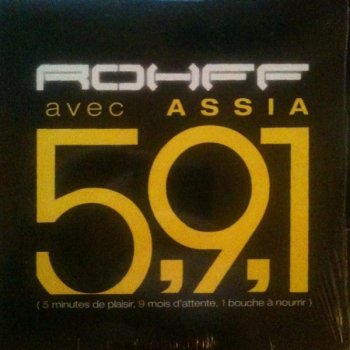 ROHFF
avec ASSIA
5,9,1
( 5 minutes de plaisir, 9 mois d'attente, 1 bouche à nourrir )